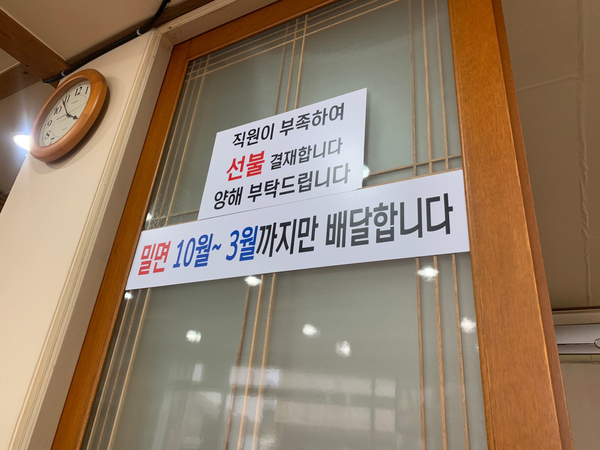 직원이 부족하여
선불 결재합니다
양해 부탁드립니다
밀면 10월~ 3월까지만 배달합니다